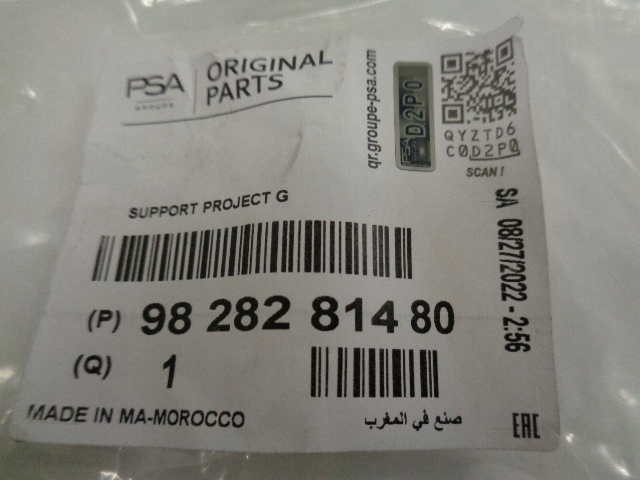 PSA
GROUPE
ORIGINAL
PARTS
qr.groupe-psa.com
PSA
D2P0
QYZTD6
C0D2P0
SCAN!
SUPPORT PROJECT G
SA 08/27/2022 - 2:56
(P) 98 282 814 80
(Q) 1
MADE IN MA-MOROCCO
صنع في المغرب
EAC